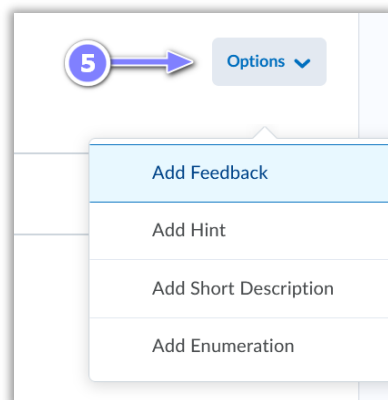 5
Options
Add Feedback
Add Hint
Add Short Description
Add Enumeration